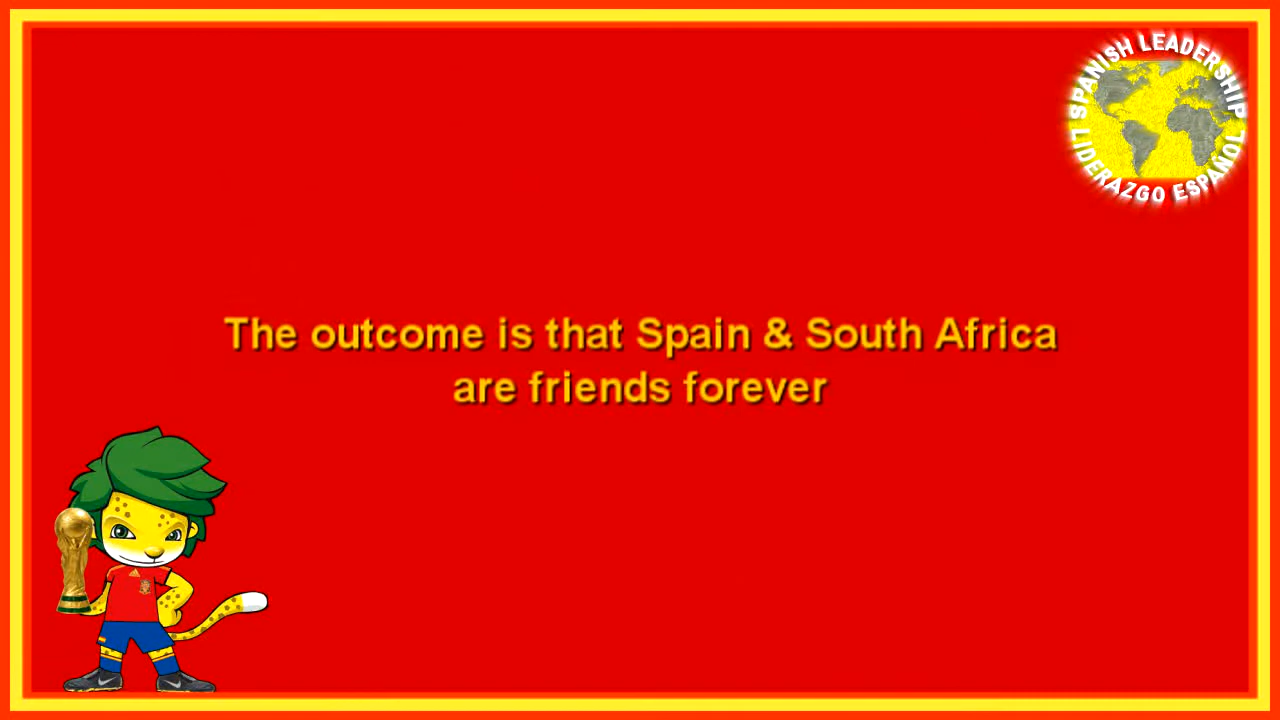 SPANISH LEADERSHIP
LIDERAZGO ESPAÑOL
The outcome is that Spain & South Africa
are friends forever